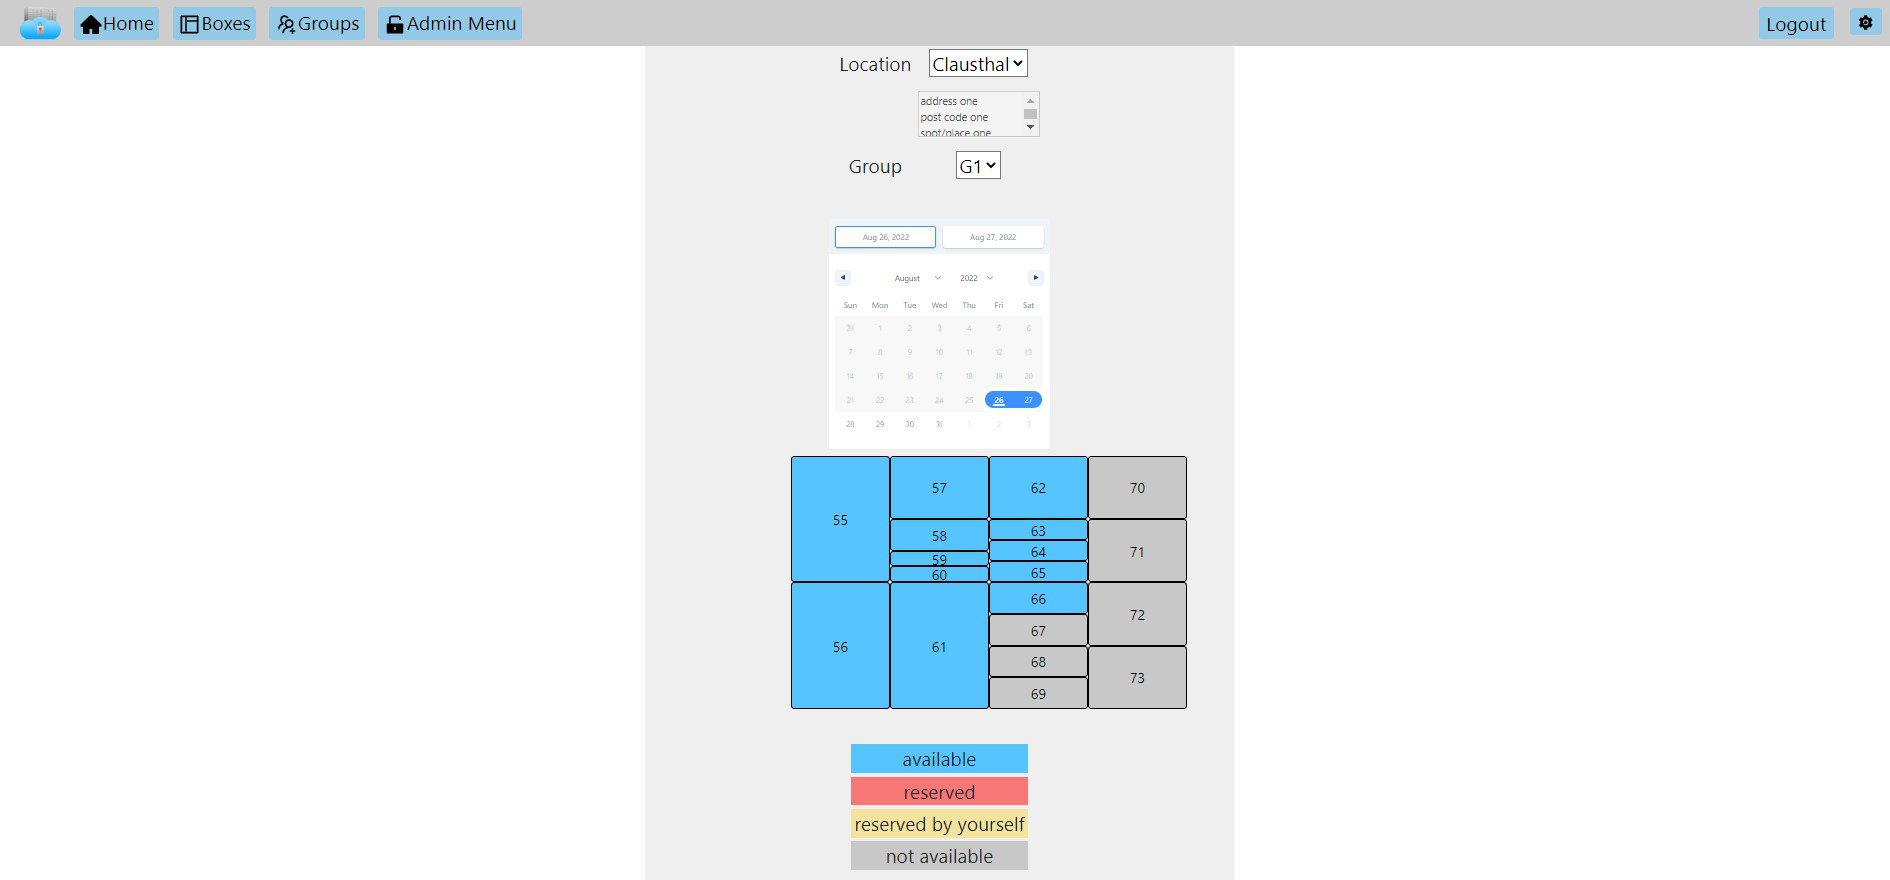 Home Boxes Groups Admin Menu Logout
Location Clausthal
address one
post code one
spot/place one
Group G1
Aug 26, 2022 Aug 27, 2022
August 2022
Sun Mon Tue Wed Thu Fri Sat
31 1 2 3 4 5 6
7 8 9 10 11 12 13
14 15 16 17 18 19 20
21 22 23 24 25 26 27
28 29 30 31 1 2 3
55
56
57
58
59
60
61
62
63
64
65
66
67
68
69
70
71
72
73
available
reserved
reserved by yourself
not available